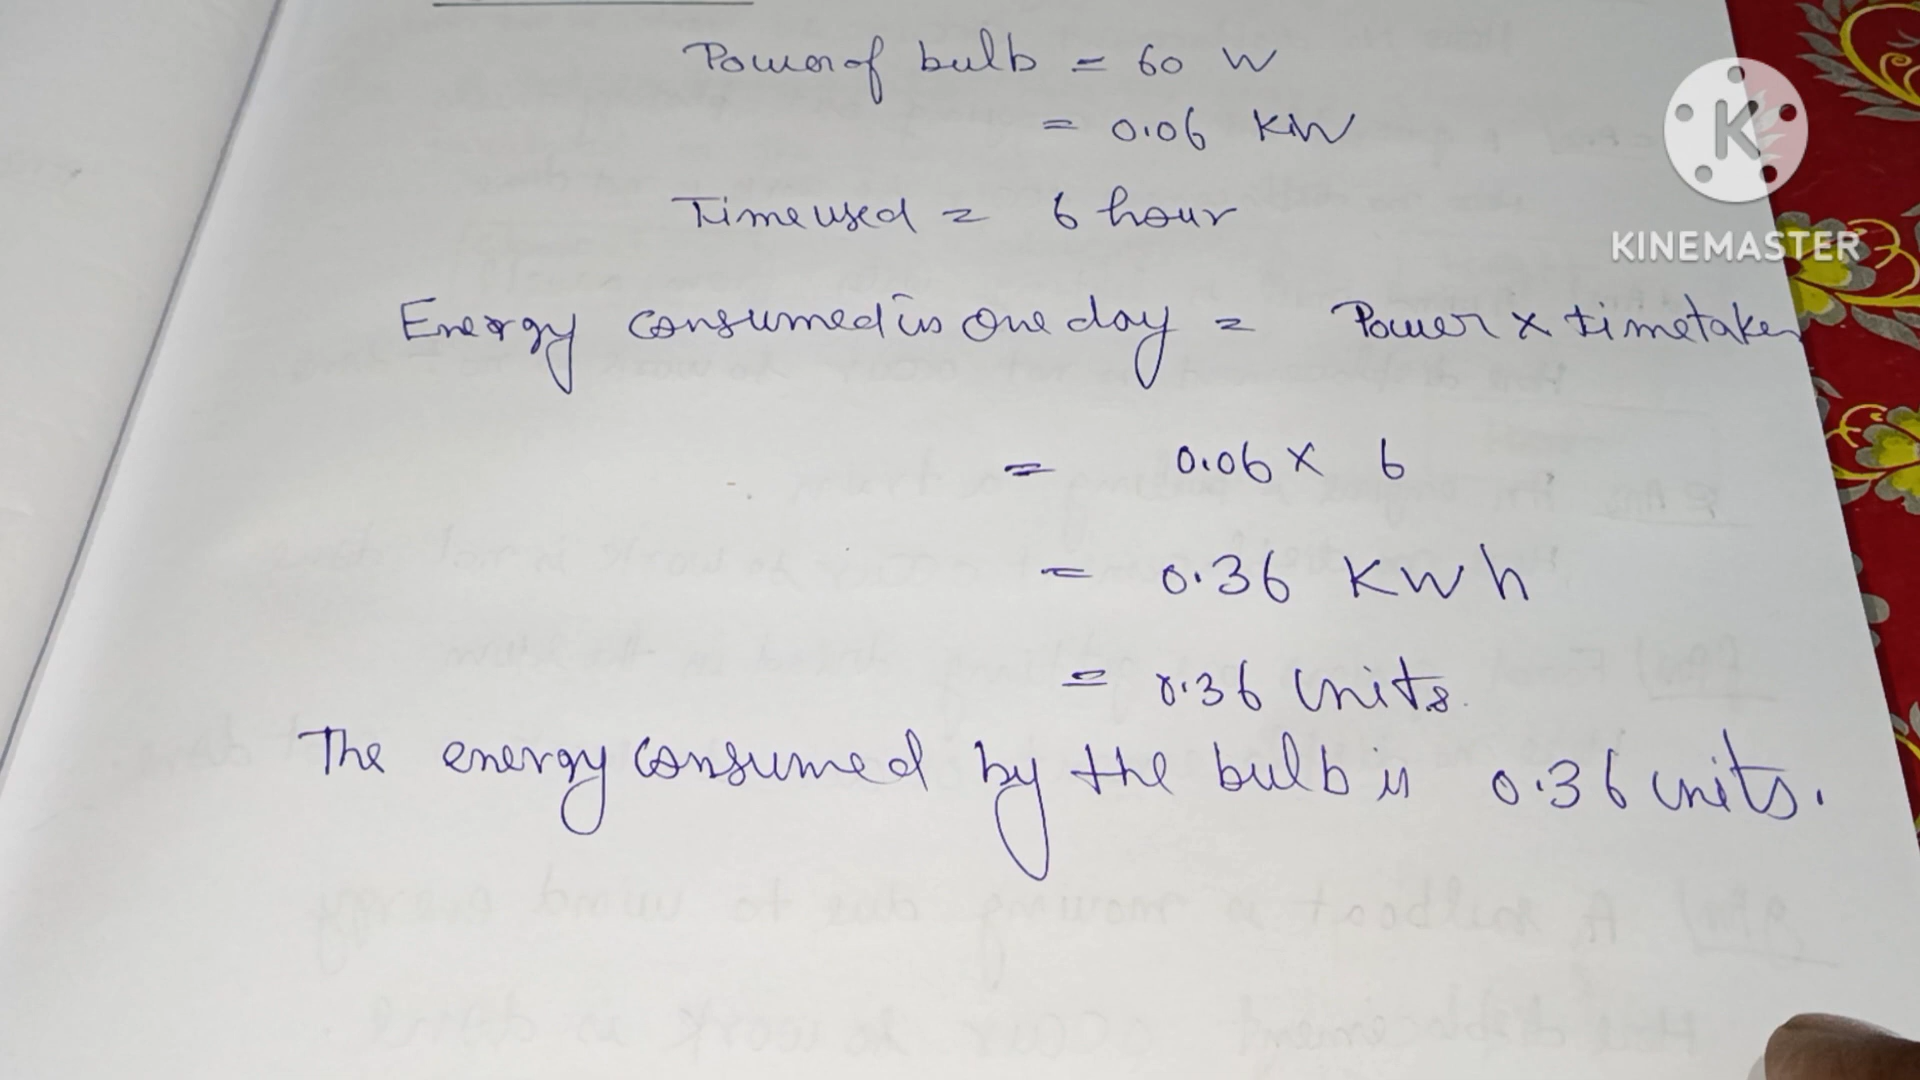 Power of bulb = 60 W
= 0.06 KW
K
KINEMASTER
Time used = 6 hour
Energy consumed in one day = Power × time taken
= 0.06 × 6
= 0.36 KWh
= 0.36 units.
The energy consumed by the bulb is 0.36 units.